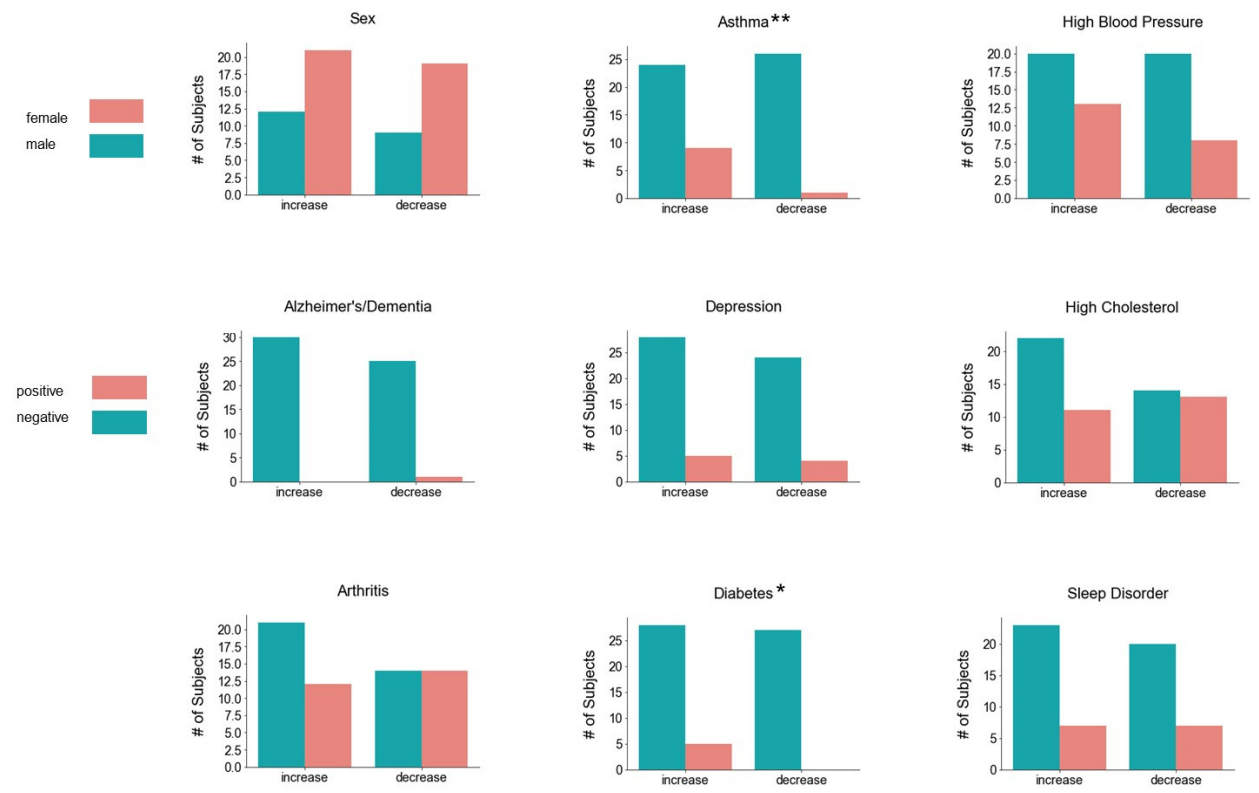 female
male
Sex
# of Subjects
20.0
17.5
15.0
12.5
10.0
7.5
5.0
2.5
0.0
increase decrease
Asthma**
# of Subjects
25
20
15
10
5
0
increase decrease
High Blood Pressure
# of Subjects
20.0
17.5
15.0
12.5
10.0
7.5
5.0
2.5
0.0
increase decrease
positive
negative
Alzheimer's/Dementia
# of Subjects
30
25
20
15
10
5
0
increase decrease
Depression
# of Subjects
25
20
15
10
5
0
increase decrease
High Cholesterol
# of Subjects
20
15
10
5
0
increase decrease
Arthritis
# of Subjects
20.0
17.5
15.0
12.5
10.0
7.5
5.0
2.5
0.0
increase decrease
Diabetes*
# of Subjects
25
20
15
10
5
0
increase decrease
Sleep Disorder
# of Subjects
20
15
10
5
0
increase decrease